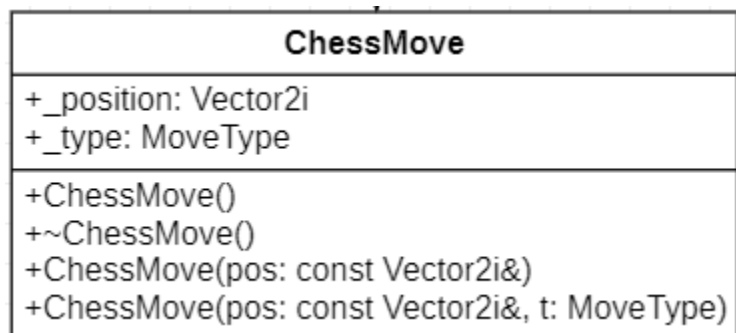 ChessMove
+_position: Vector2i
+_type: MoveType
+ChessMove()
+~ChessMove()
+ChessMove(pos: const Vector2i&)
+ChessMove(pos: const Vector2i&, t: MoveType)